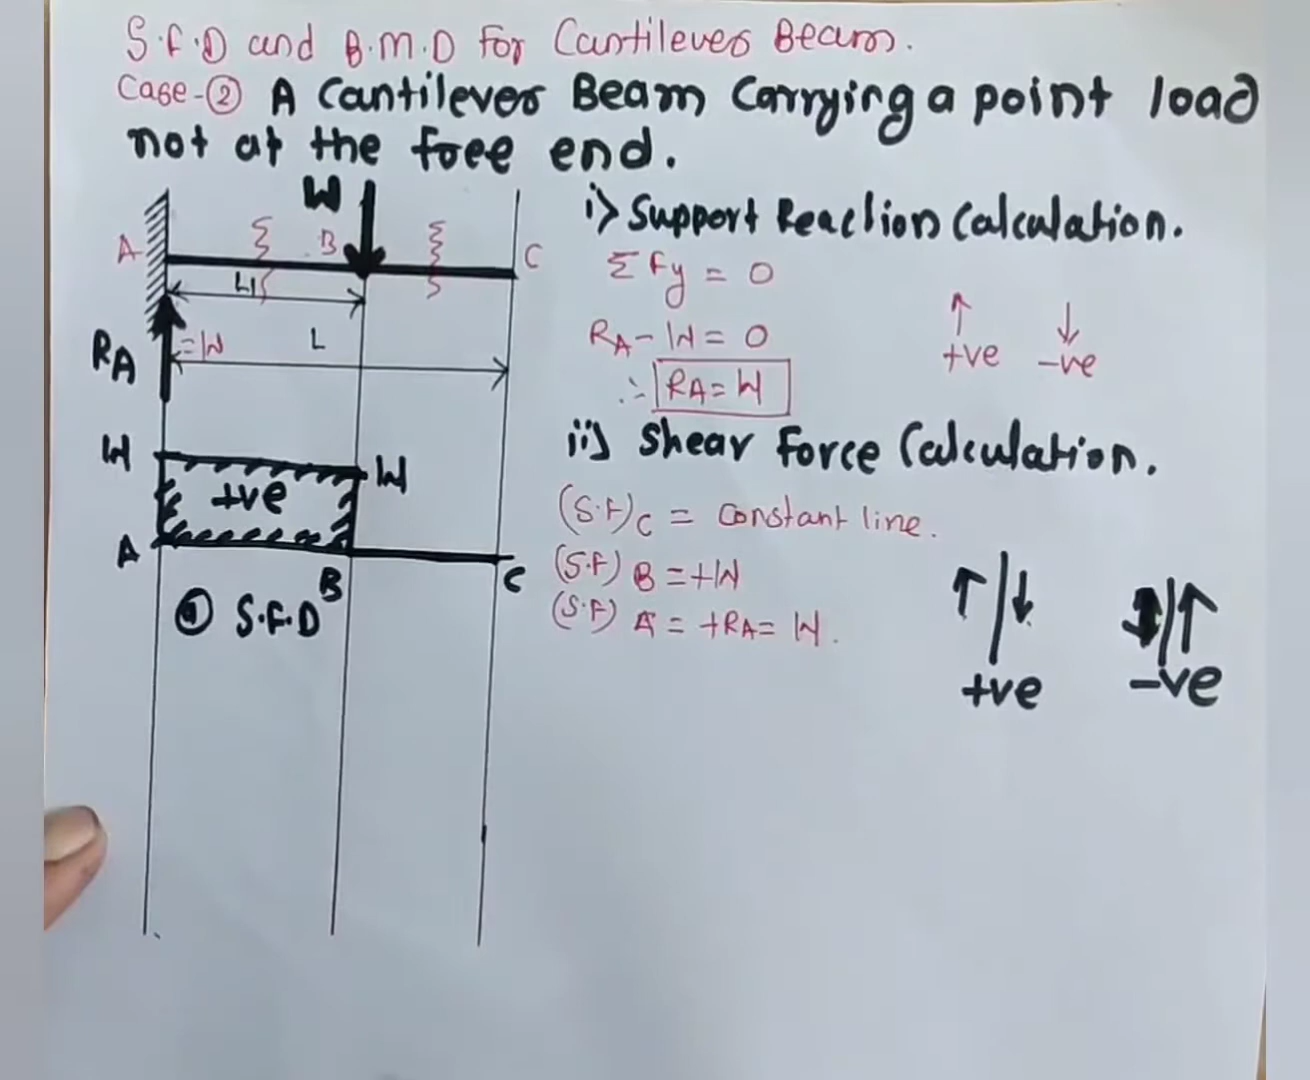 S.F.D and B.M.D For Cantilever Beam.
Case-② A Cantilever Beam Carrying a point load
not at the free end.
W
A
B
C
L1
L
RA
=W
i) Support Reaction Calculation.
ΣFy = 0
RA - W = 0
∴ RA = W
↑ ↓
+ve -ve
ii) Shear Force Calculation.
(S.F)C = Constant line.
(S.F) B = +W
(S.F) A = +RA = W.
↑|↓ ↓|↑
+ve -ve
W
W
+ve
A
B
C
① S.F.D